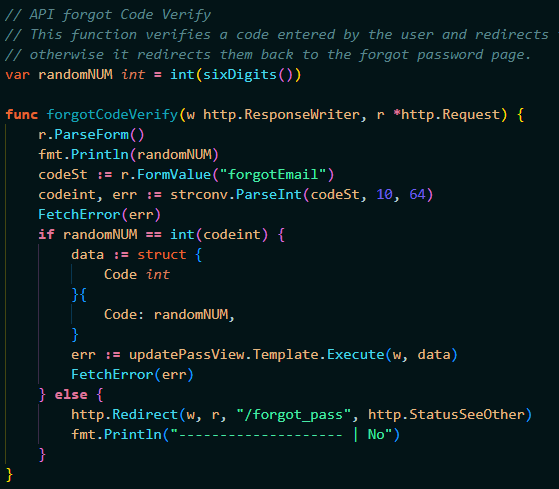 // API forgot Code Verify
// This function verifies a code entered by the user and redirects
// otherwise it redirects them back to the forgot password page.
var randomNUM int = int(sixDigits())

func forgotCodeVerify(w http.ResponseWriter, r *http.Request) {
    r.ParseForm()
    fmt.Println(randomNUM)
    codeSt := r.FormValue("forgotEmail")
    codeint, err := strconv.ParseInt(codeSt, 10, 64)
    FetchError(err)
    if randomNUM == int(codeint) {
        data := struct {
            Code int
        }{
            Code: randomNUM,
        }
        err := updatePassView.Template.Execute(w, data)
        FetchError(err)
    } else {
        http.Redirect(w, r, "/forgot_pass", http.StatusSeeOther)
        fmt.Println("-------------------- | No")
    }
}